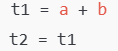 t1 = a + b
t2 = t1